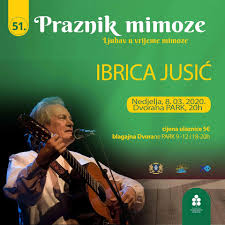 51.
Praznik mimoze
Ljubav u vrijeme mimoze
IBRICA JUSIĆ
Nedjelja, 8. 03. 2020.
Dvorana PARK, 20h
cijena ulaznice 5€
blagajna Dvorane PARK 9 -12 i 18-20h